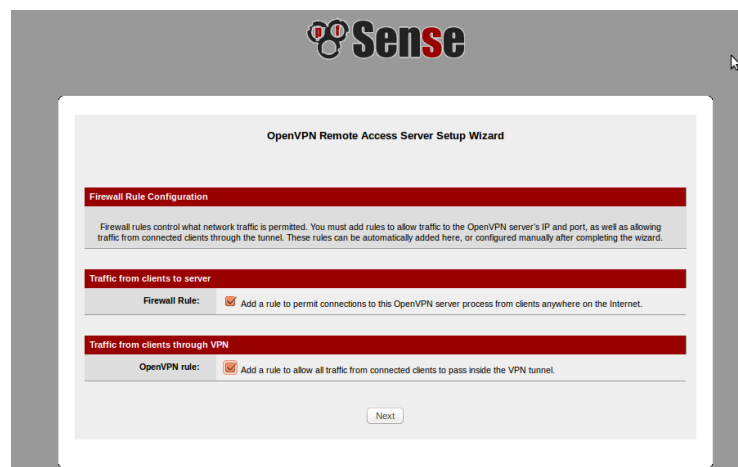 pf Sense
OpenVPN Remote Access Server Setup Wizard
Firewall Rule Configuration
Firewall rules control what network traffic is permitted. You must add rules to allow traffic to the OpenVPN server's IP and port, as well as allowing
traffic from connected clients through the tunnel. These rules can be automatically added here, or configured manually after completing the wizard.
Traffic from clients to server
Firewall Rule: Add a rule to permit connections to this OpenVPN server process from clients anywhere on the Internet.
Traffic from clients through VPN
OpenVPN rule: Add a rule to allow all traffic from connected clients to pass inside the VPN tunnel.
Next